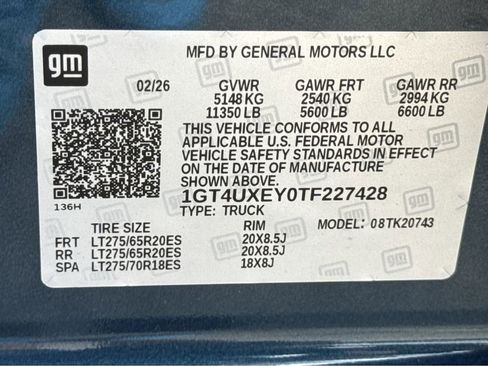 gm
MFD BY GENERAL MOTORS LLC
02/26 GVWR GAWR FRT GAWR RR
5148 KG 2540 KG 2994 KG
11350 LB 5600 LB 6600 LB
THIS VEHICLE CONFORMS TO ALL
APPLICABLE U.S. FEDERAL MOTOR
VEHICLE SAFETY STANDARDS IN EFFECT
ON THE DATE OF MANUFACTURE SHOWN
ABOVE.
1GT4UXEY0TF227428
TYPE: TRUCK
136H
MODEL: 08TK20743
TIRE SIZE RIM
FRT LT275/65R20ES 20X8.5J
RR LT275/65R20ES 20X8.5J
SPA LT275/70R18ES 18X8J